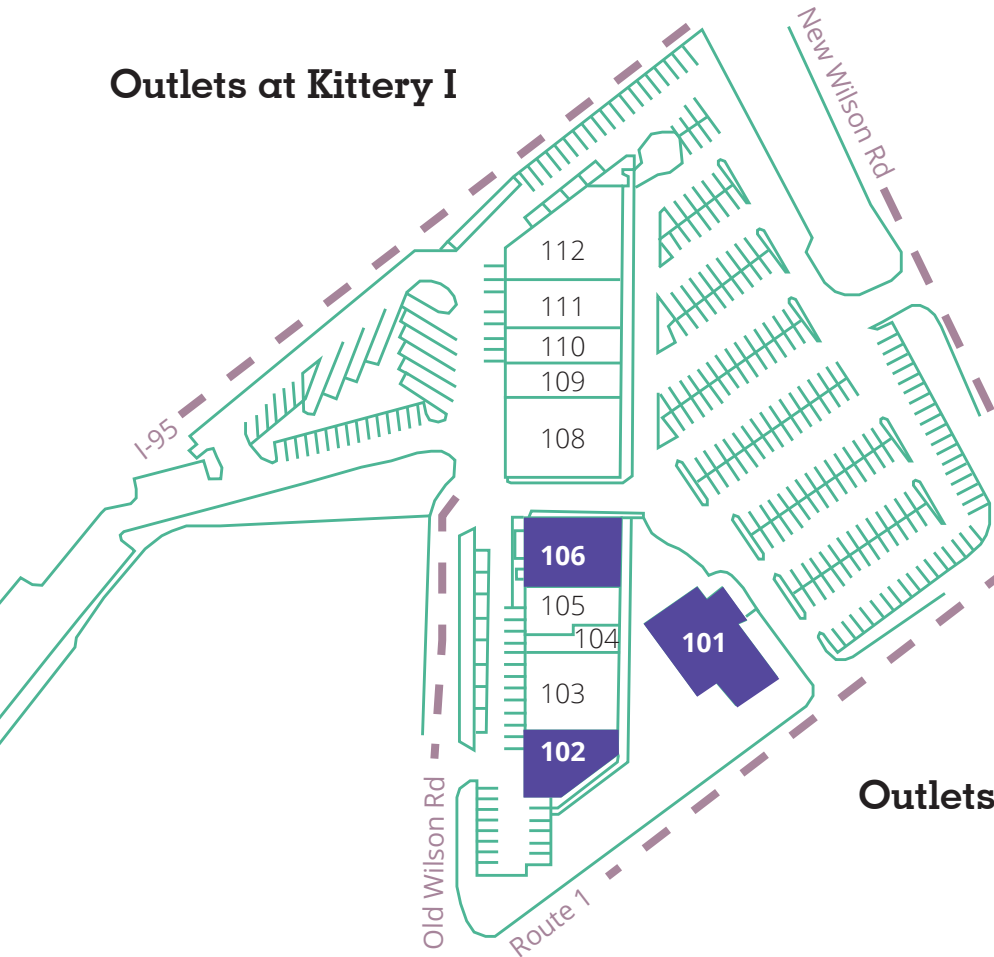 Outlets at Kittery I
New Wilson Rd
I-95
112
111
110
109
108
106
105
104
103
102
101
Outlets
Old Wilson Rd
Route 1